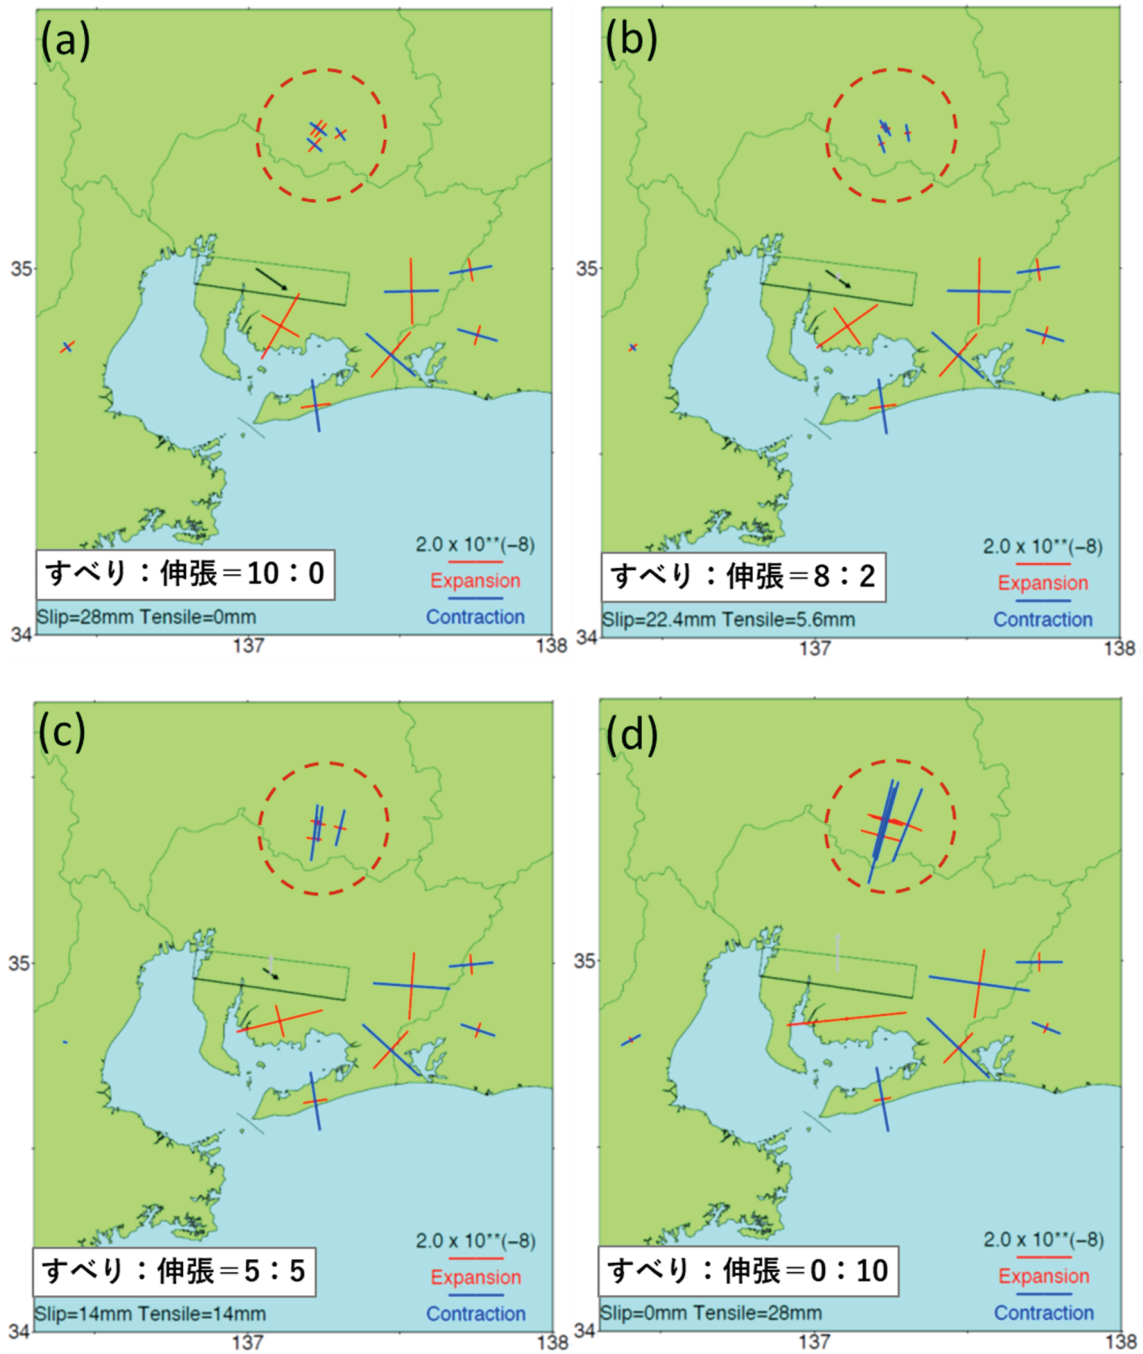 (a)
35
2.0 x 10**(−8)
Expansion
Contraction
すべり：伸張＝10：0
Slip=28mm Tensile=0mm
34
137
138
(b)
35
2.0 x 10**(−8)
Expansion
Contraction
すべり：伸張＝8：2
Slip=22.4mm Tensile=5.6mm
34
137
138
(c)
35
2.0 x 10**(−8)
Expansion
Contraction
すべり：伸張＝5：5
Slip=14mm Tensile=14mm
34
137
138
(d)
35
2.0 x 10**(−8)
Expansion
Contraction
すべり：伸張＝0：10
Slip=0mm Tensile=28mm
34
137
138